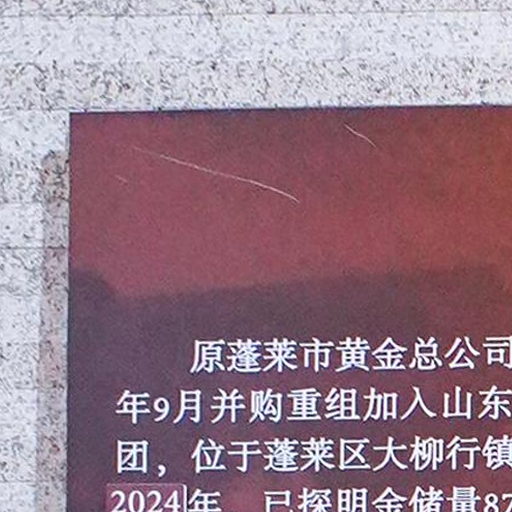 原蓬莱市黄金总公司
年9月并购重组加入山东
团，位于蓬莱区大柳行镇
2024年，已探明金储量87